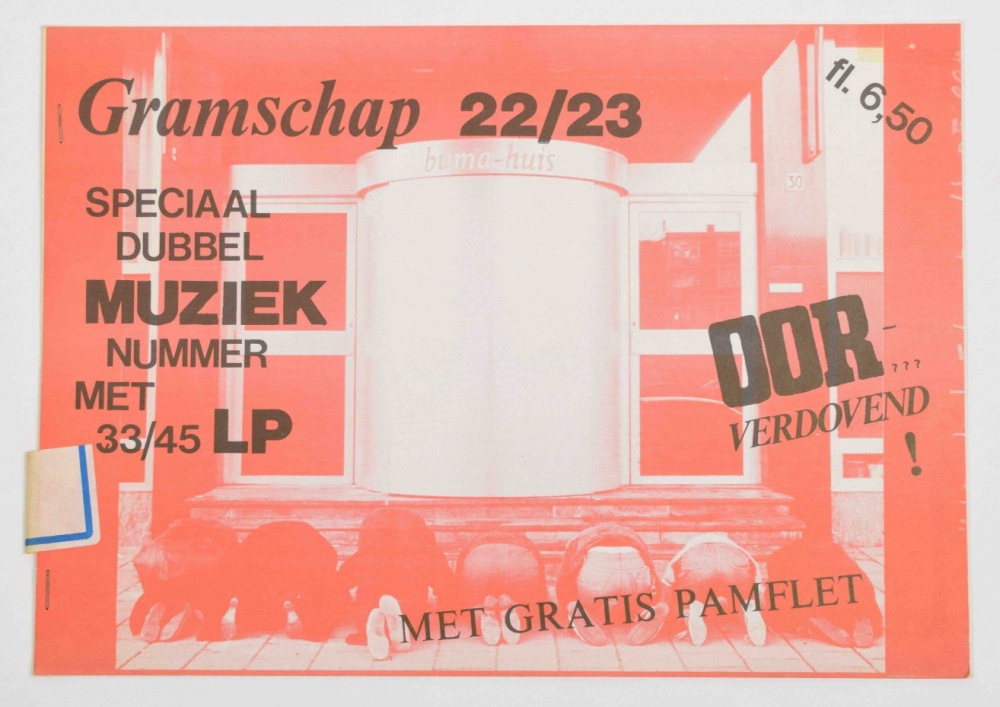 Gramschap 22/23
fl. 6,50
buma-huis
30
SPECIAAL
DUBBEL
MUZIEK
NUMMER
MET
33/45 LP
OOR-
???
VERDOVEND
!
MET GRATIS PAMFLET